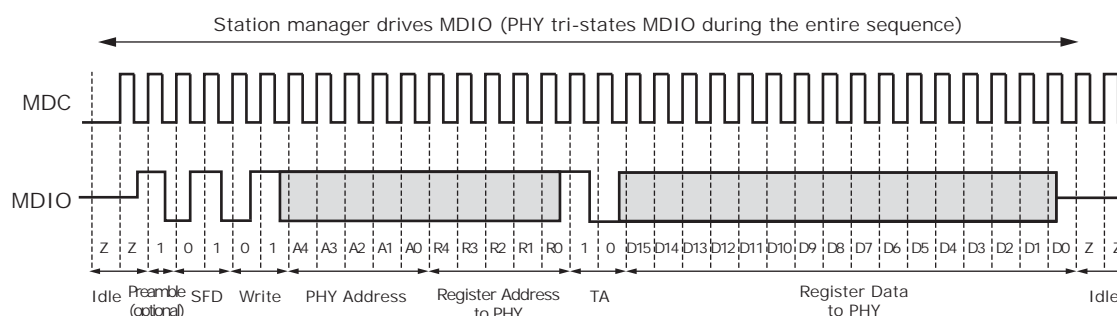 Station manager drives MDIO (PHY tri-states MDIO during the entire sequence)
MDC
MDIO
Z Z 1 0 1 0 1 A4 A3 A2 A1 A0 R4 R3 R2 R1 R0 1 0 D15 D14 D13 D12 D11 D10 D9 D8 D7 D6 D5 D4 D3 D2 D1 D0 Z Z
Idle Preamble SFD Write PHY Address Register Address TA Register Data Idle
(optional) to PHY to PHY